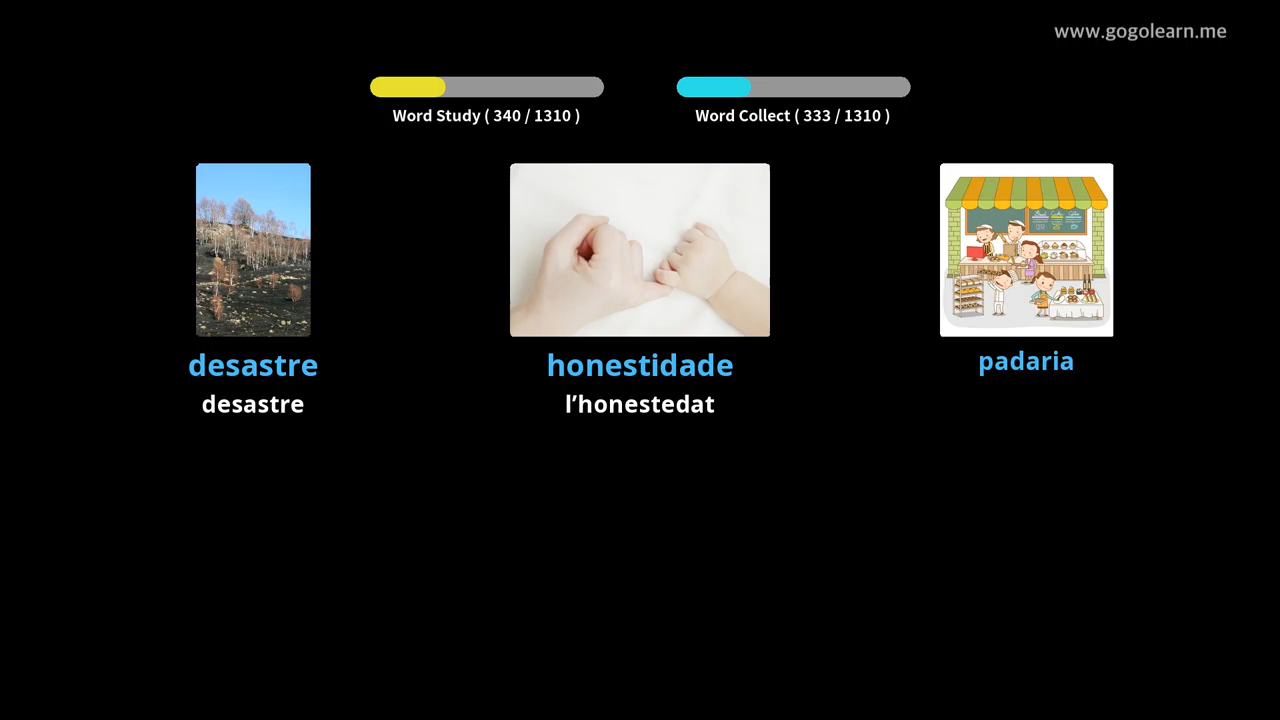 www.gogolearn.me
Word Study ( 340 / 1310 )
Word Collect ( 333 / 1310 )
desastre
honestidade
padaria
desastre
l’honestedat